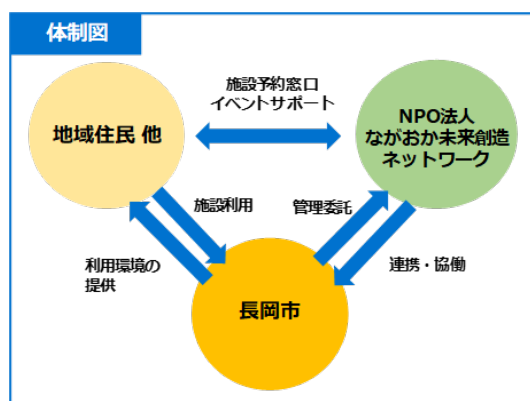 体制図
施設予約窓口
イベントサポート
地域住民 他
NPO法人
ながおか未来創造
ネットワーク
施設利用
管理委託
利用環境の
提供
連携・協働
長岡市